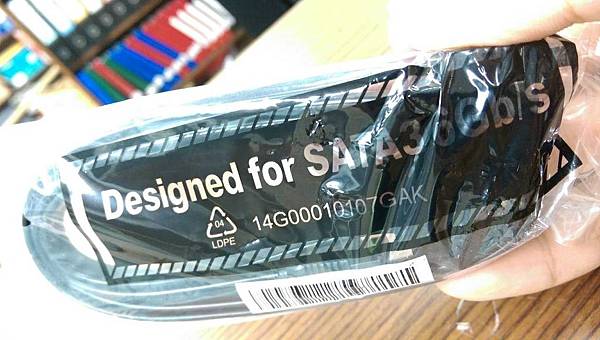 Designed for SATA3 6Gb/s
04
LDPE
14G00010107GAK